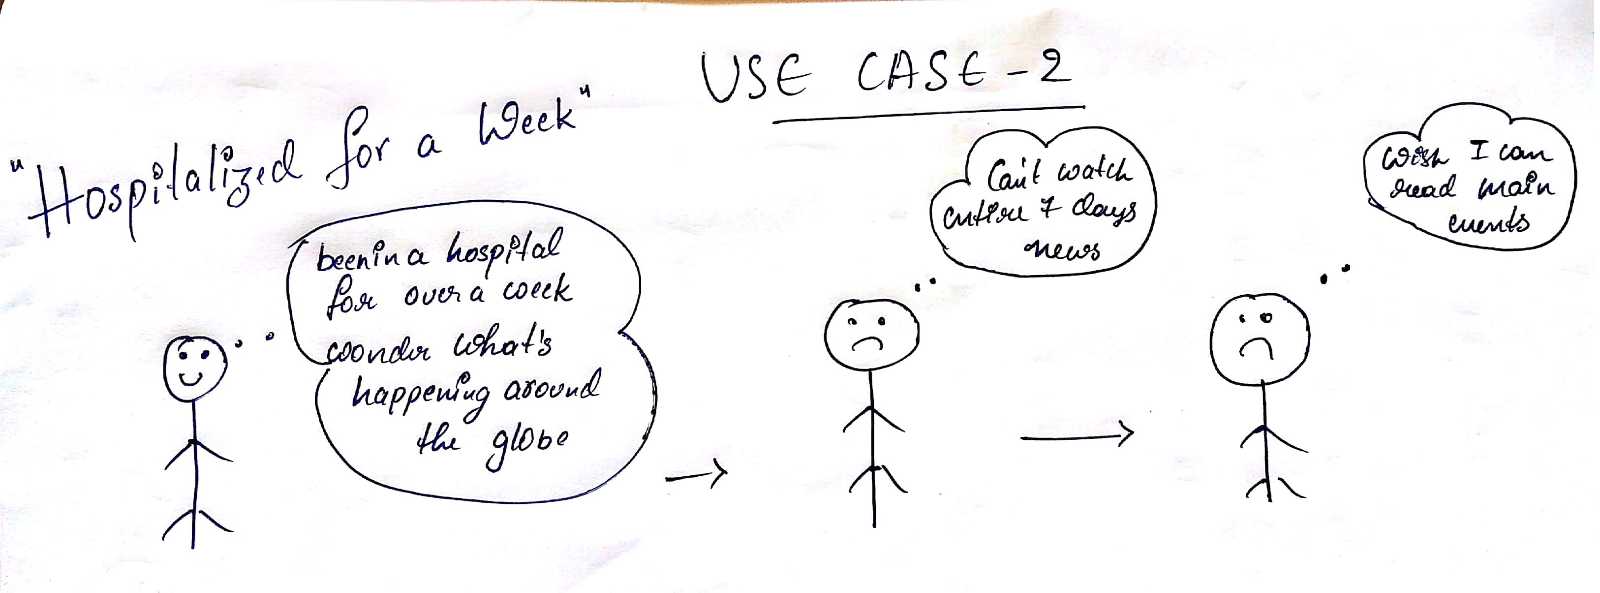 USE CASE - 2
"Hospitalized for a Week"
been in a hospital
for over a week
wonder what's
happening around
the globe
Can't watch
entire 7 days
news
wish I can
read main
events